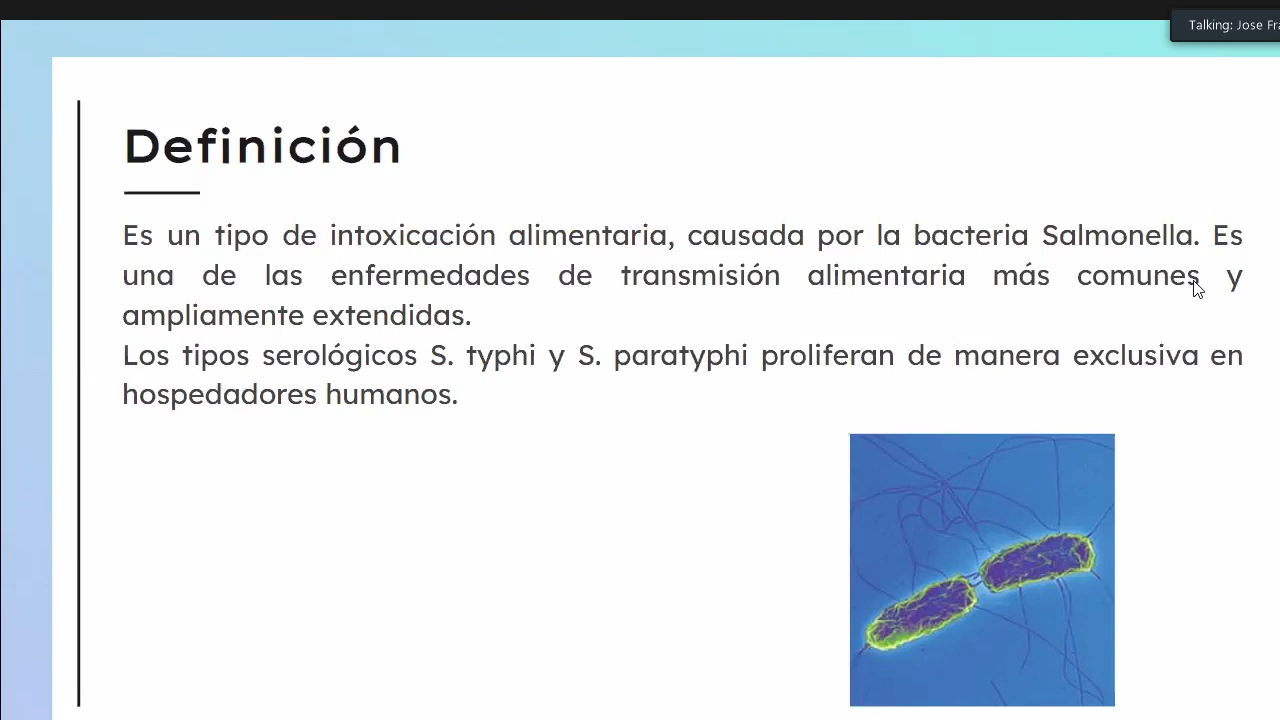 Talking: Jose Fra
Definición
Es un tipo de intoxicación alimentaria, causada por la bacteria Salmonella. Es
una de las enfermedades de transmisión alimentaria más comunes y
ampliamente extendidas.
Los tipos serológicos S. typhi y S. paratyphi proliferan de manera exclusiva en
hospedadores humanos.